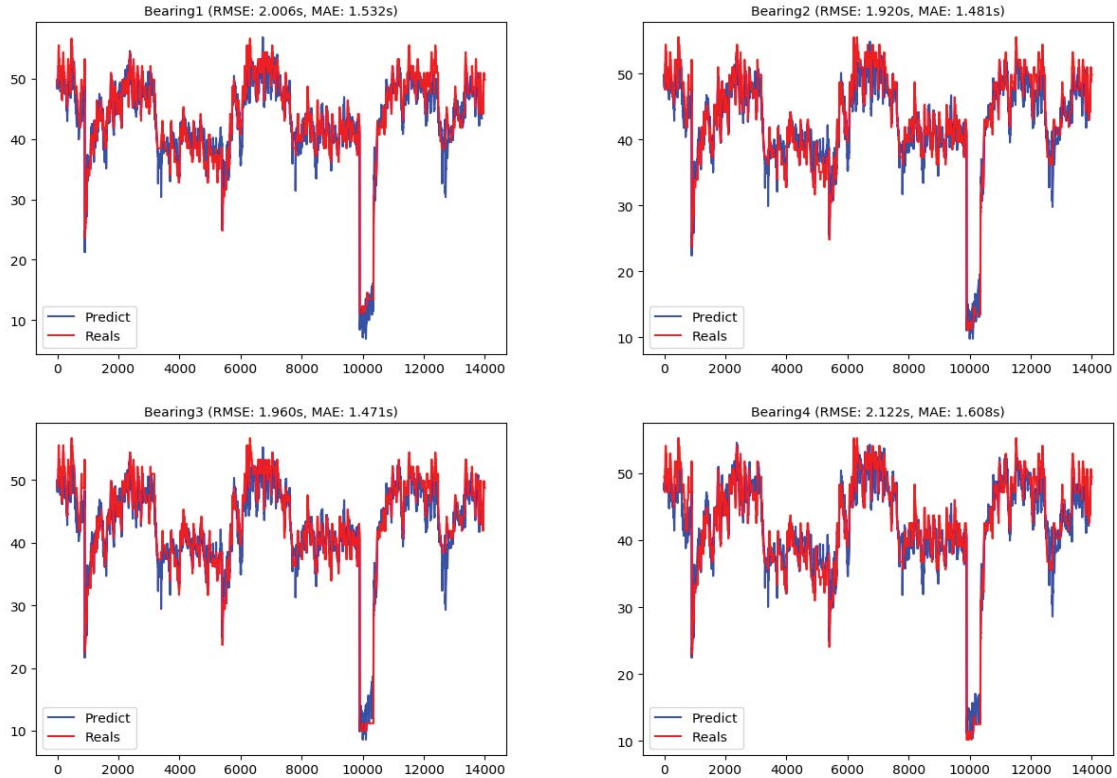 Bearing1 (RMSE: 2.006s, MAE: 1.532s)
50
40
30
20
10
Predict
Reals
0 2000 4000 6000 8000 10000 12000 14000
Bearing2 (RMSE: 1.920s, MAE: 1.481s)
50
40
30
20
10
Predict
Reals
0 2000 4000 6000 8000 10000 12000 14000
Bearing3 (RMSE: 1.960s, MAE: 1.471s)
50
40
30
20
10
Predict
Reals
0 2000 4000 6000 8000 10000 12000 14000
Bearing4 (RMSE: 2.122s, MAE: 1.608s)
50
40
30
20
10
Predict
Reals
0 2000 4000 6000 8000 10000 12000 14000